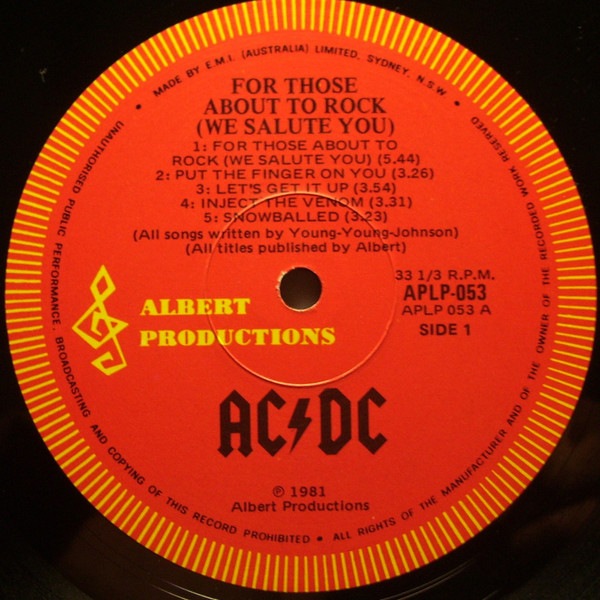 • MADE BY E.M.I. (AUSTRALIA) LIMITED, SYDNEY, N.S.W •
FOR THOSE
ABOUT TO ROCK
(WE SALUTE YOU)
1: FOR THOSE ABOUT TO
ROCK (WE SALUTE YOU) (5.44)
2: PUT THE FINGER ON YOU (3.26)
3: LET'S GET IT UP (3.54)
4: INJECT THE VENOM (3.31)
5: SNOWBALLED (3.23)
(All songs written by Young-Young-Johnson)
(All titles published by Albert)
33 1/3 R.P.M.
APLP-053
APLP 053 A
SIDE 1
ALBERT
PRODUCTIONS
AC⚡DC
℗ 1981
Albert Productions
UNAUTHORISED PUBLIC PERFORMANCE, BROADCASTING AND COPYING OF THIS RECORD PROHIBITED • ALL RIGHTS OF THE MANUFACTURER AND OF THE OWNER OF THE RECORDED WORK RESERVED